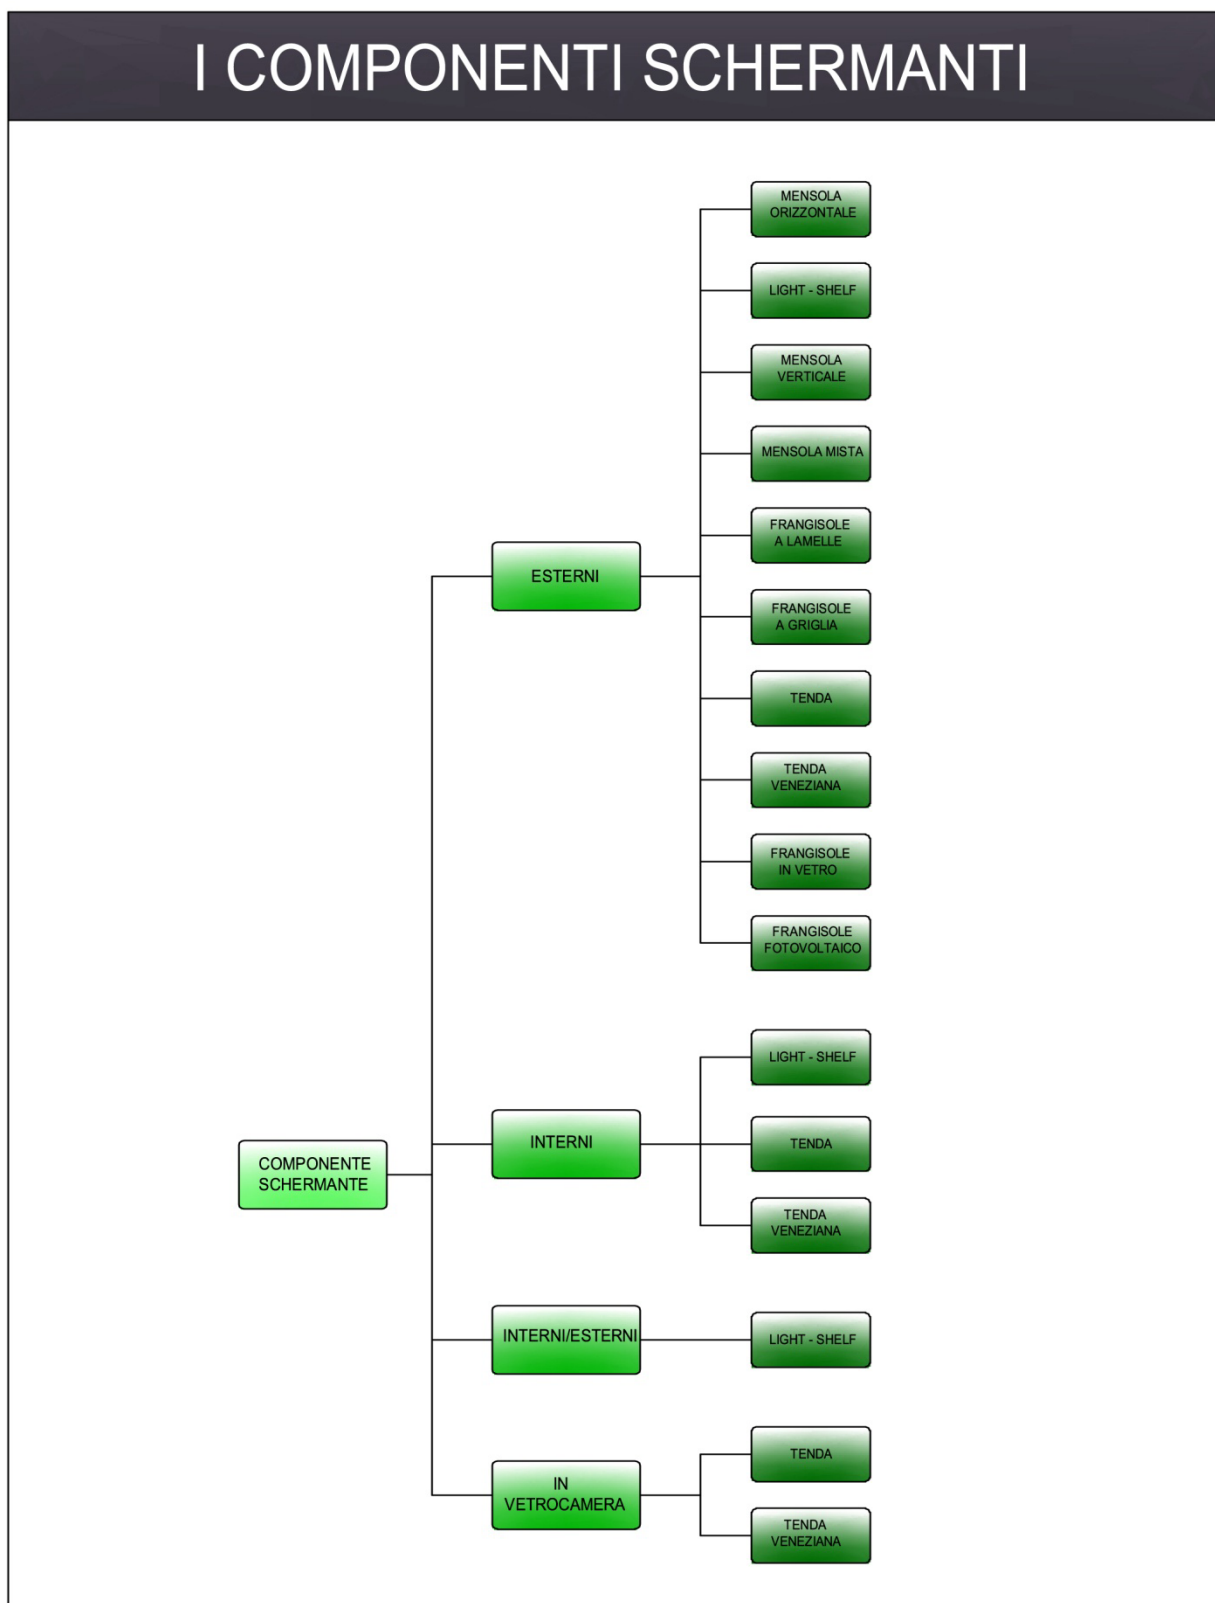 I COMPONENTI SCHERMANTI
MENSOLA
ORIZZONTALE
LIGHT - SHELF
MENSOLA
VERTICALE
MENSOLA MISTA
FRANGISOLE
A LAMELLE
ESTERNI
FRANGISOLE
A GRIGLIA
TENDA
TENDA
VENEZIANA
FRANGISOLE
IN VETRO
FRANGISOLE
FOTOVOLTAICO
LIGHT - SHELF
INTERNI
TENDA
COMPONENTE
SCHERMANTE
TENDA
VENEZIANA
INTERNI/ESTERNI
LIGHT - SHELF
TENDA
IN
VETROCAMERA
TENDA
VENEZIANA